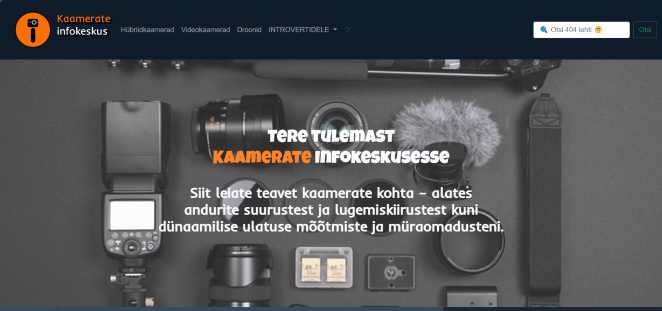 Kaamerate
infokeskus
Hübriidkaamerad Videokaamerad Droonid INTROVERTIDELE
Otsi 404 lehti
Otsi
TERE TULEMAST
KAAMERATE INFOKESKUSESSE
Siit leiate teavet kaamerate kohta – alates
andurite suurustest ja lugemiskiirustest kuni
dünaamilise ulatuse mõõtmiste ja müraomadusteni.